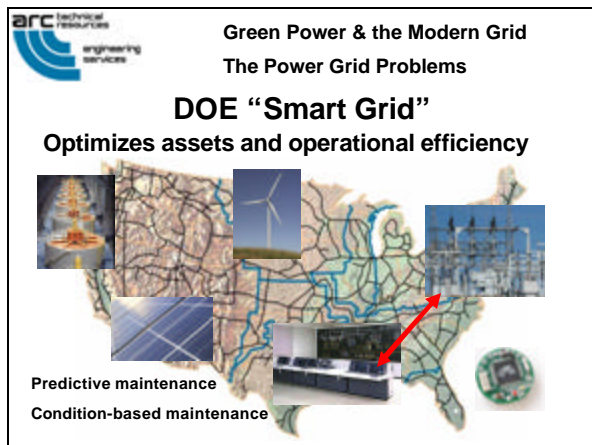 arc technical
resources
engineering
services
Green Power & the Modern Grid
The Power Grid Problems
DOE “Smart Grid”
Optimizes assets and operational efficiency
Predictive maintenance
Condition-based maintenance